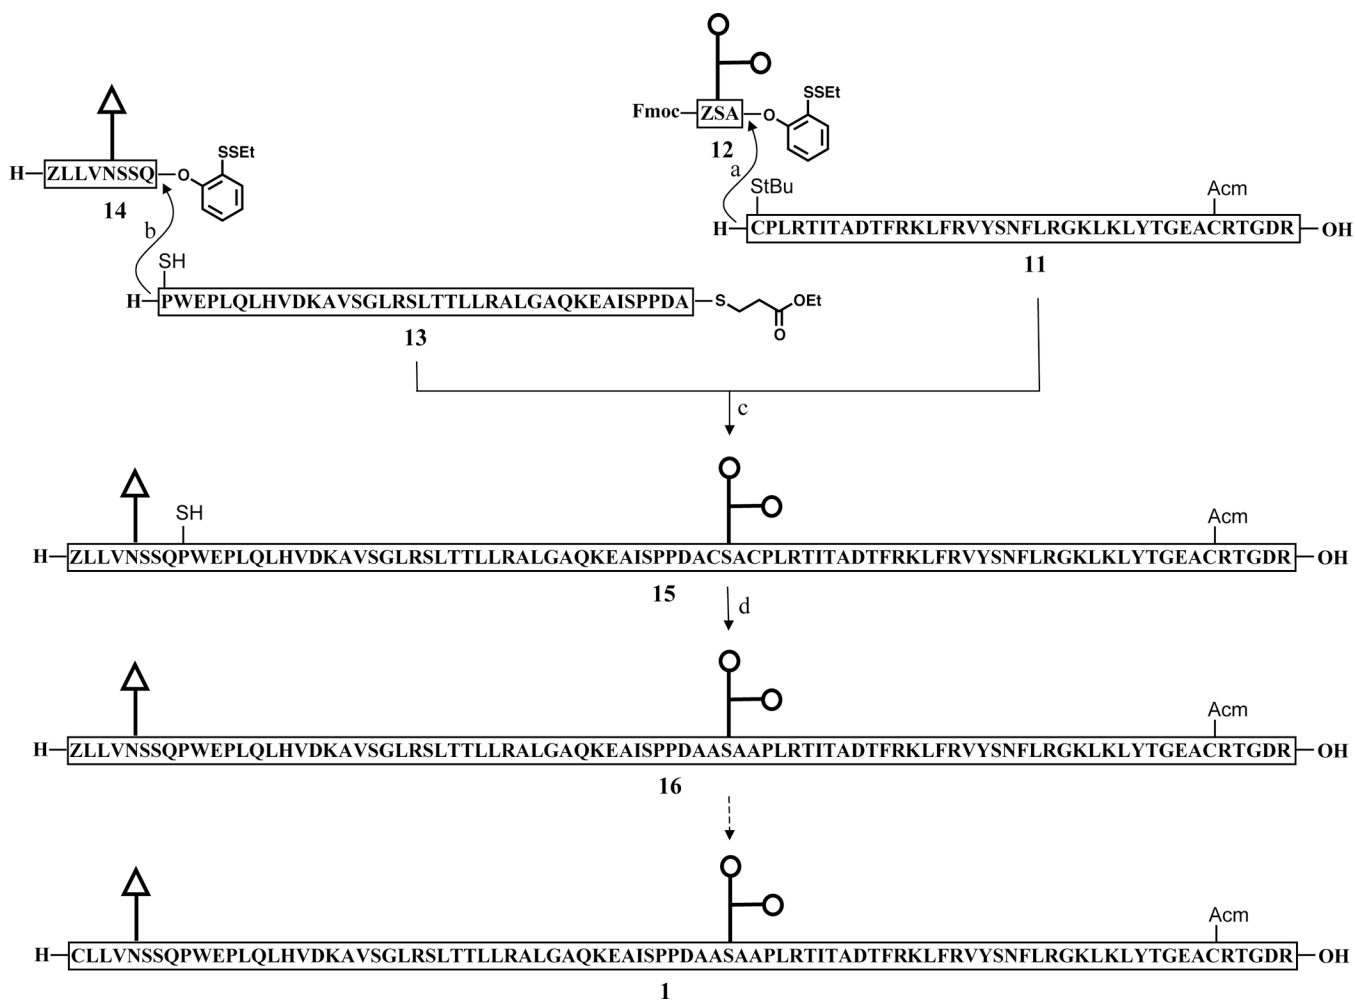 SSEt
Fmoc ZSA O
12
a
SSEt
H ZLLVNSSQ O
14
b
StBu
Acm
H CPLRTITADTFRKLFRVYSNFLRGKLKLYTGEACRTGDR OH
11
SH
H PWEPLQLHVDKAVSGLRSLTTLLRALGAQKEAISPPDA S OEt
O
13
c
SH
Acm
H ZLLVNSSQPWEPLQLHVDKAVSGLRSLTTLLRALGAQKEAISPPDACSACPLRTITADTFRKLFRVYSNFLRGKLKLYTGEACRTGDR OH
15
d
Acm
H ZLLVNSSQPWEPLQLHVDKAVSGLRSLTTLLRALGAQKEAISPPDAASAAPLRTITADTFRKLFRVYSNFLRGKLKLYTGEACRTGDR OH
16
Acm
H CLLVNSSQPWEPLQLHVDKAVSGLRSLTTLLRALGAQKEAISPPDAASAAPLRTITADTFRKLFRVYSNFLRGKLKLYTGEACRTGDR OH
1